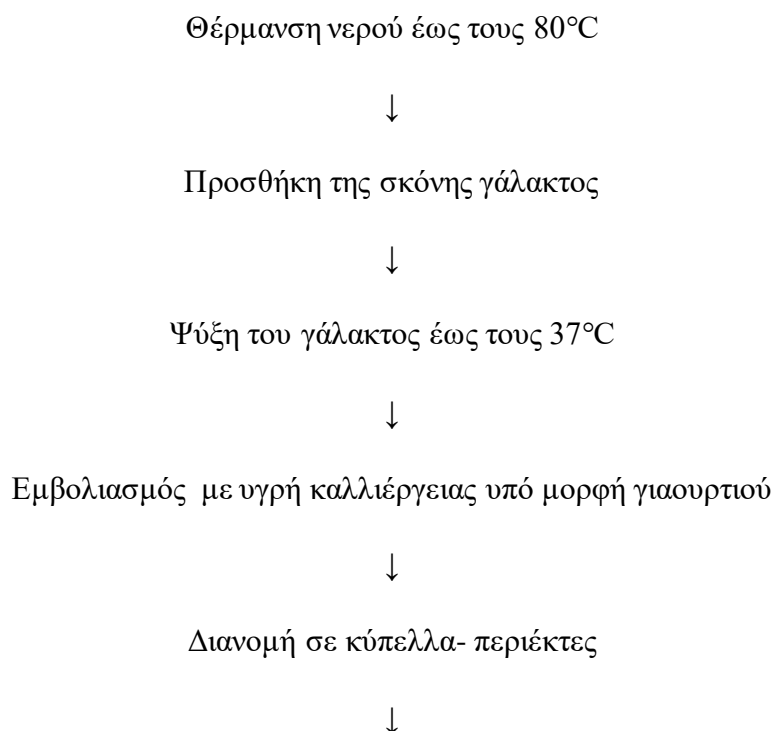 Θέρμανση νερού έως τους 80°C
↓
Προσθήκη της σκόνης γάλακτος
↓
Ψύξη του γάλακτος έως τους 37°C
↓
Εμβολιασμός με υγρή καλλιέργειας υπό μορφή γιαουρτιού
↓
Διανομή σε κύπελλα- περιέκτες
↓